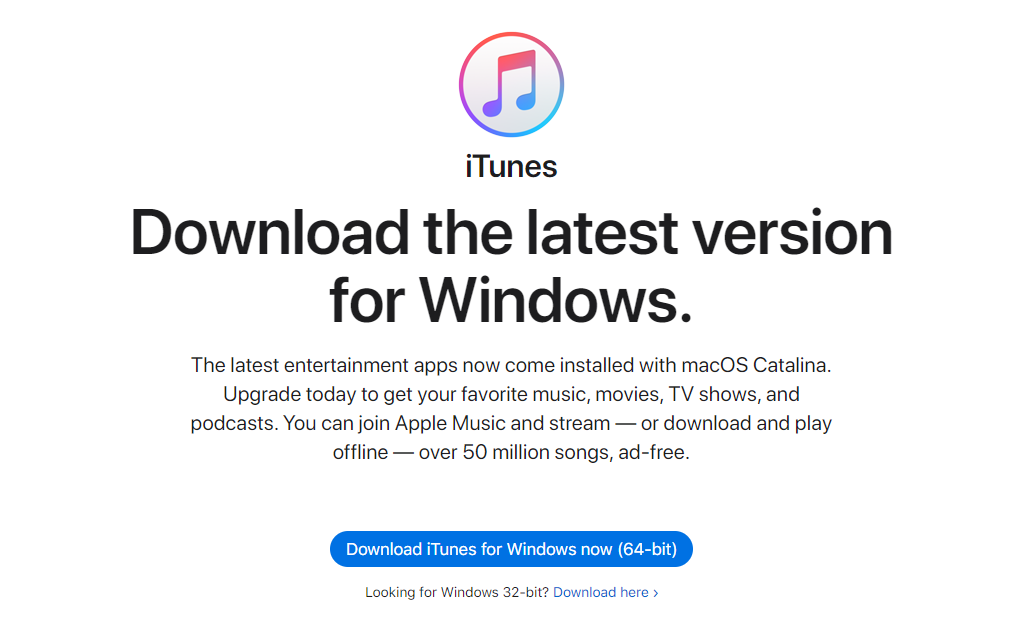 iTunes
Download the latest version
for Windows.
The latest entertainment apps now come installed with macOS Catalina.
Upgrade today to get your favorite music, movies, TV shows, and
podcasts. You can join Apple Music and stream — or download and play
offline — over 50 million songs, ad-free.
Download iTunes for Windows now (64-bit)
Looking for Windows 32-bit? Download here ›